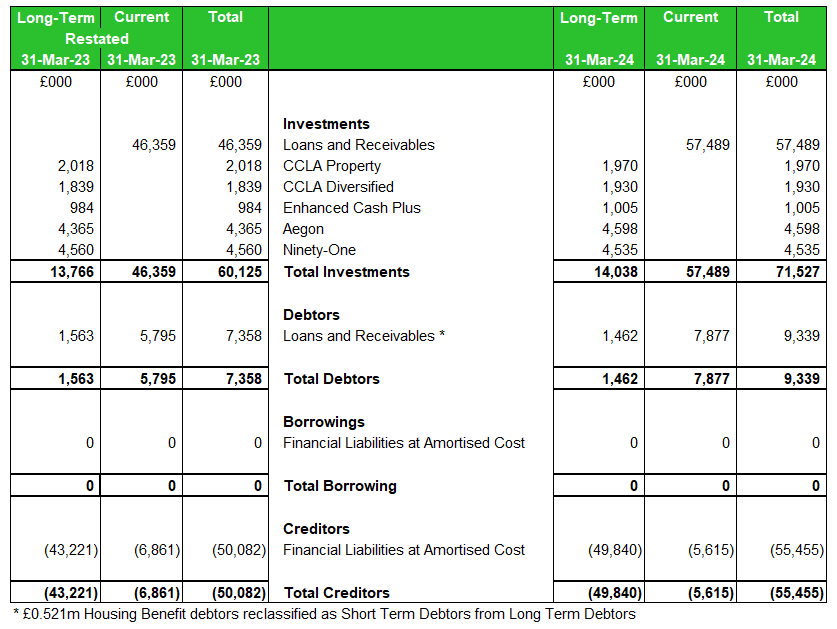 Long-Term Current Total Long-Term Current Total
Restated
31-Mar-23 31-Mar-23 31-Mar-23 31-Mar-24 31-Mar-24 31-Mar-24
£000 £000 £000 £000 £000 £000
Investments
46,359 46,359 Loans and Receivables 57,489 57,489
2,018 2,018 CCLA Property 1,970 1,970
1,839 1,839 CCLA Diversified 1,930 1,930
984 984 Enhanced Cash Plus 1,005 1,005
4,365 4,365 Aegon 4,598 4,598
4,560 4,560 Ninety-One 4,535 4,535
13,766 46,359 60,125 Total Investments 14,038 57,489 71,527
Debtors
1,563 5,795 7,358 Loans and Receivables * 1,462 7,877 9,339
1,563 5,795 7,358 Total Debtors 1,462 7,877 9,339
Borrowings
0 0 0 Financial Liabilities at Amortised Cost 0 0 0
0 0 0 Total Borrowing 0 0 0
Creditors
(43,221) (6,861) (50,082) Financial Liabilities at Amortised Cost (49,840) (5,615) (55,455)
(43,221) (6,861) (50,082) Total Creditors (49,840) (5,615) (55,455)
* £0.521m Housing Benefit debtors reclassified as Short Term Debtors from Long Term Debtors